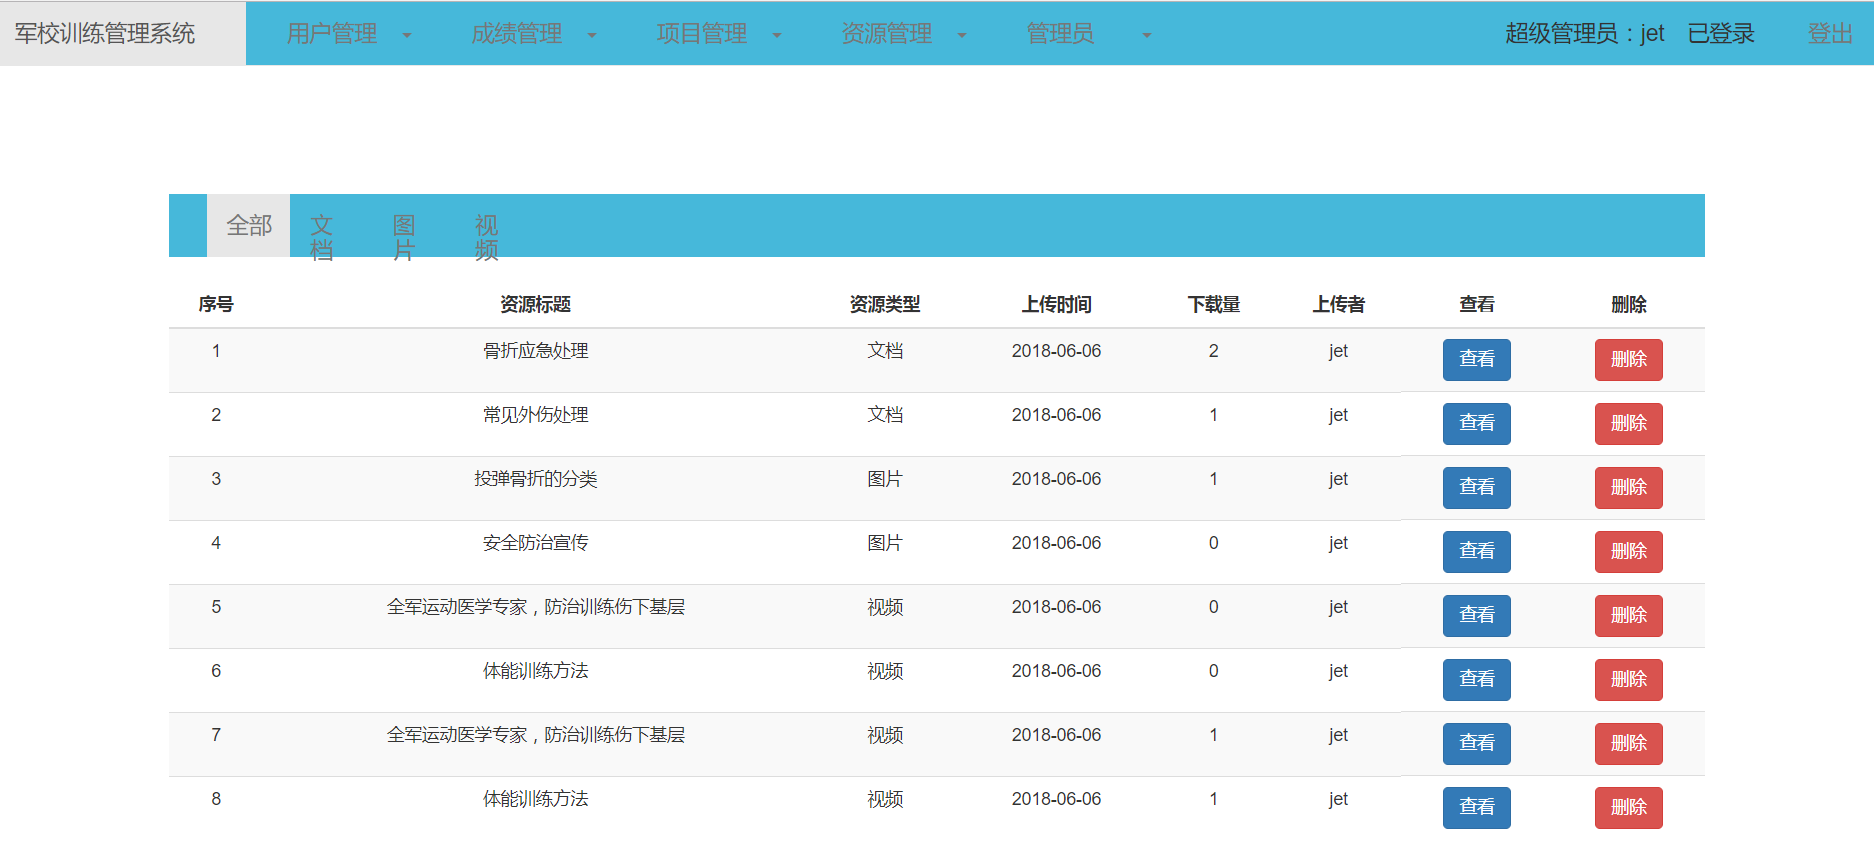 军校训练管理系统 用户管理 成绩管理 项目管理 资源管理 管理员 超级管理员：jet 已登录 登出
全部 文档 图片 视频
序号 资源标题 资源类型 上传时间 下载量 上传者 查看 删除
1 骨折应急处理 文档 2018-06-06 2 jet 查看 删除
2 常见外伤处理 文档 2018-06-06 1 jet 查看 删除
3 投弹骨折的分类 图片 2018-06-06 1 jet 查看 删除
4 安全防治宣传 图片 2018-06-06 0 jet 查看 删除
5 全军运动医学专家，防治训练伤下基层 视频 2018-06-06 0 jet 查看 删除
6 体能训练方法 视频 2018-06-06 0 jet 查看 删除
7 全军运动医学专家，防治训练伤下基层 视频 2018-06-06 1 jet 查看 删除
8 体能训练方法 视频 2018-06-06 1 jet 查看 删除